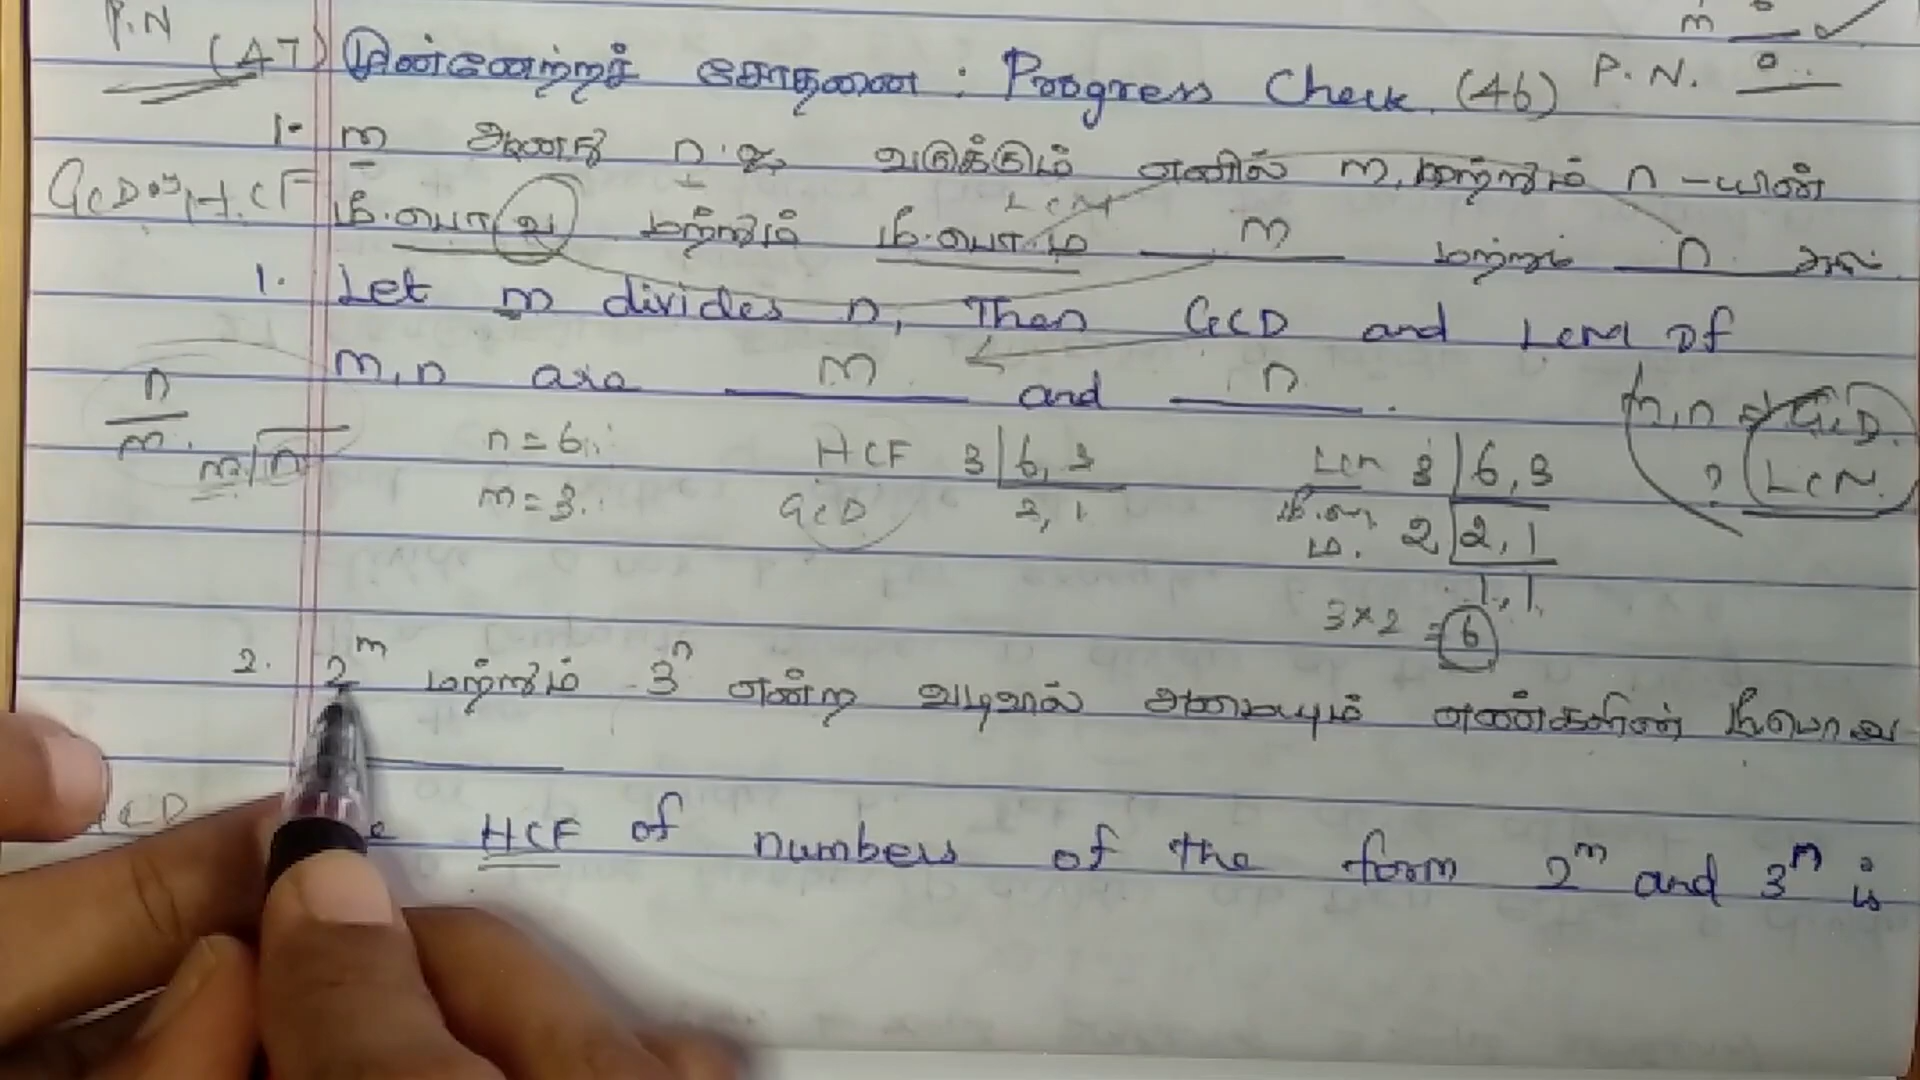 P.N (47) முன்னேற்றச் சோதனை : Progress Check. (46) P.N.
1. m ஆனது n ஐ வகுக்கும் எனில் m, மற்றும் n -யின்
GCD or H.CF மீ.பொ வ மற்றும் மீ.பொ.ம m மற்றும் n ஆகும்
LCM
1. Let m divides n, Then GCD and LCM of
m, n are m and n.
n/m m/n n = 6 HCF 3 | 6, 3 LCM 3 | 6, 3 m, n GCD.
m = 3. GCD 2, 1 2 | 2, 1 ? LCM.
1, 1.
3 × 2 = 6
2. 2^m மற்றும் 3^n என்ற வடிவில் அமையும் எண்களின் மீ.பொ வ
HCF of numbers of the form 2^m and 3^n is